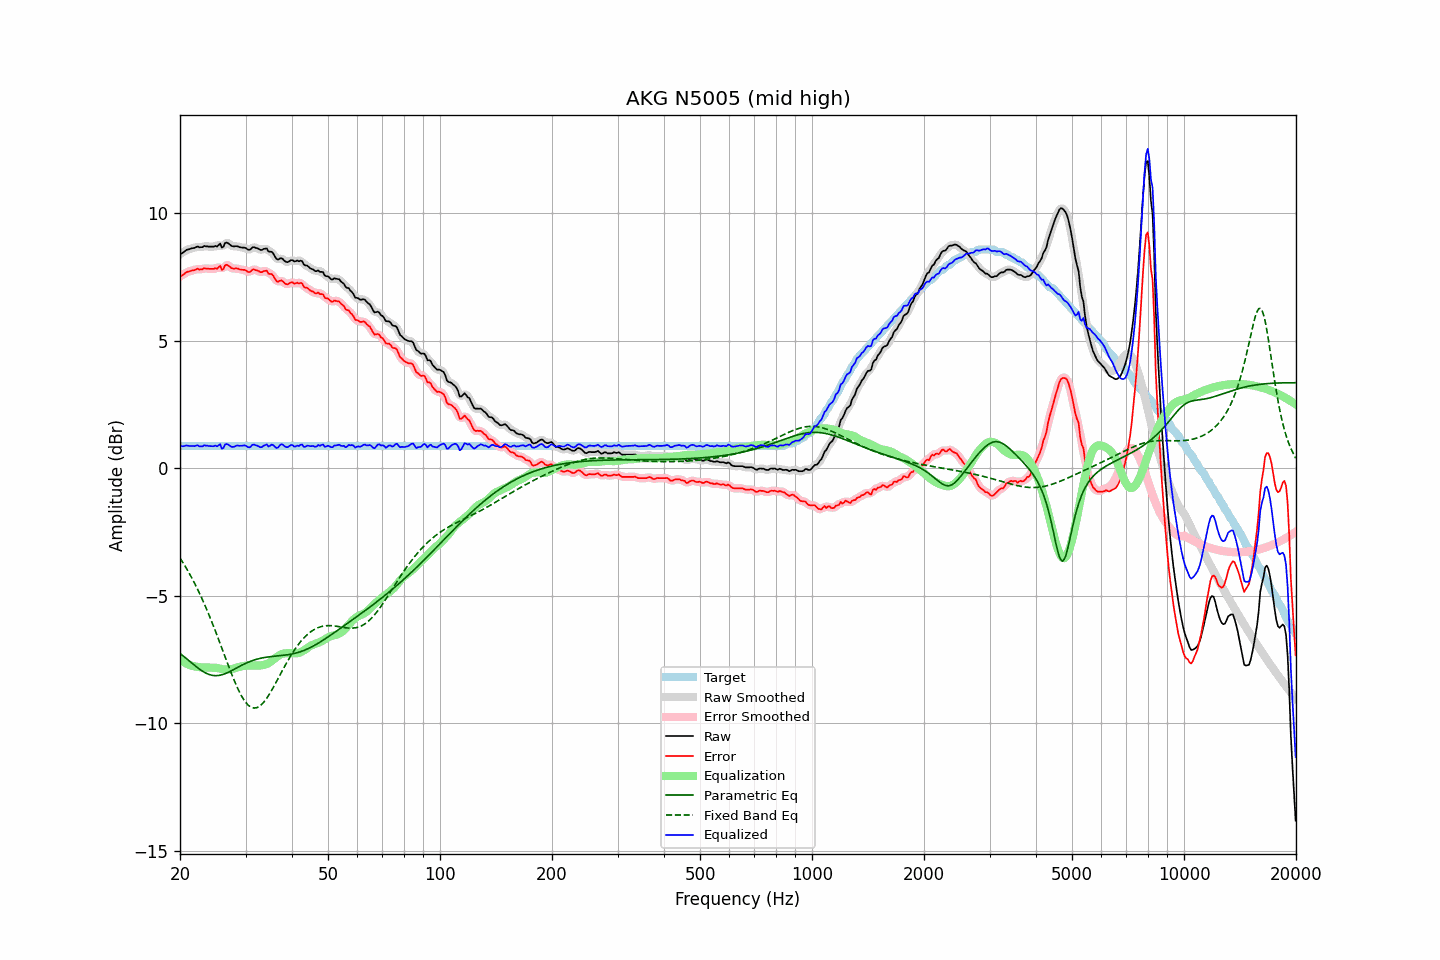 AKG N5005 (mid high)
Amplitude (dBr)
10
5
0
−5
−10
−15
20
50
100
200
500
1000
2000
5000
10000
20000
Frequency (Hz)
Target
Raw Smoothed
Error Smoothed
Raw
Error
Equalization
Parametric Eq
Fixed Band Eq
Equalized